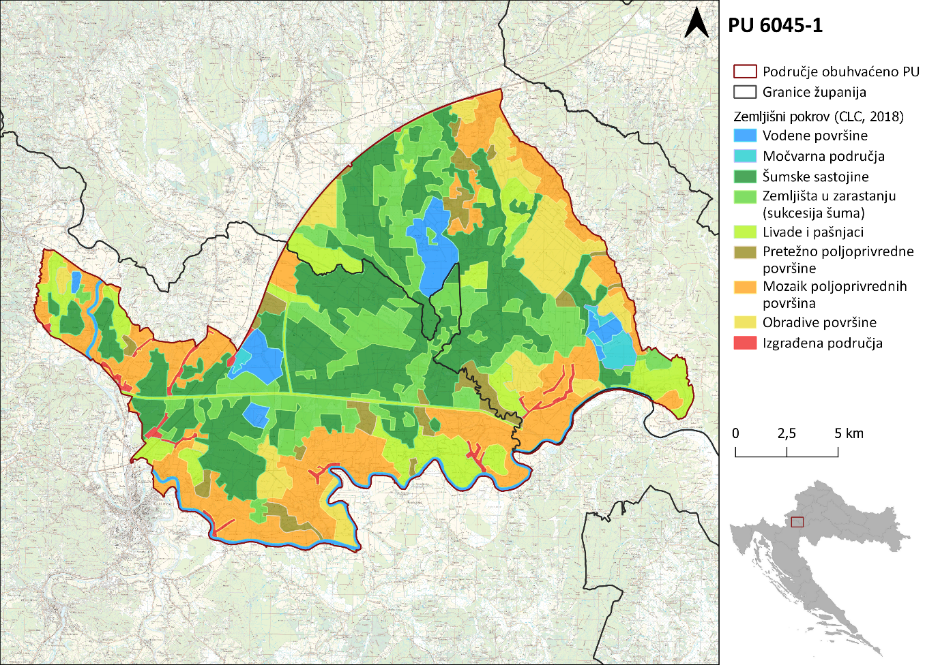 PU 6045-1
Područje obuhvaćeno PU
Granice županija
Zemljišni pokrov (CLC, 2018)
Vodene površine
Močvarna područja
Šumske sastojine
Zemljišta u zarastanju
(sukcesija šuma)
Livade i pašnjaci
Pretežno poljoprivredne
površine
Mozaik poljoprivrednih
površina
Obradive površine
Izgrađena područja
0 2,5 5 km